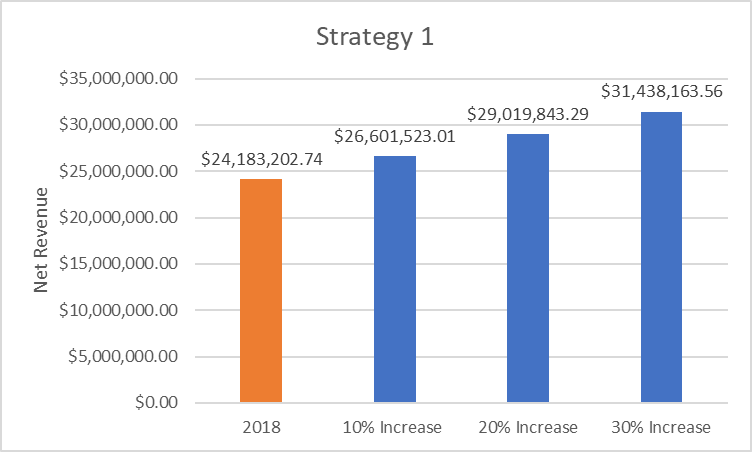 Strategy 1
$35,000,000.00
$30,000,000.00
$25,000,000.00
$20,000,000.00
$15,000,000.00
$10,000,000.00
$5,000,000.00
$0.00
Net Revenue
$24,183,202.74
$26,601,523.01
$29,019,843.29
$31,438,163.56
2018
10% Increase
20% Increase
30% Increase